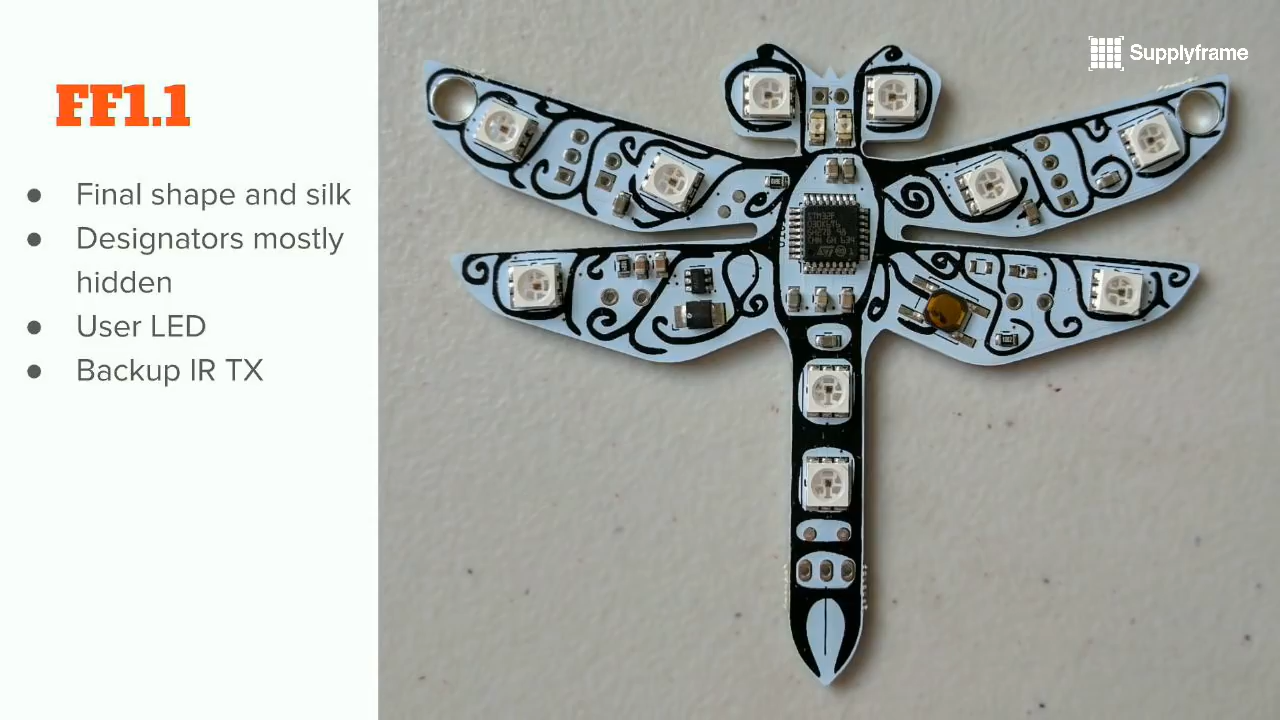 FF1.1
Supplyframe
● Final shape and silk
● Designators mostly
hidden
● User LED
● Backup IR TX
STM32F